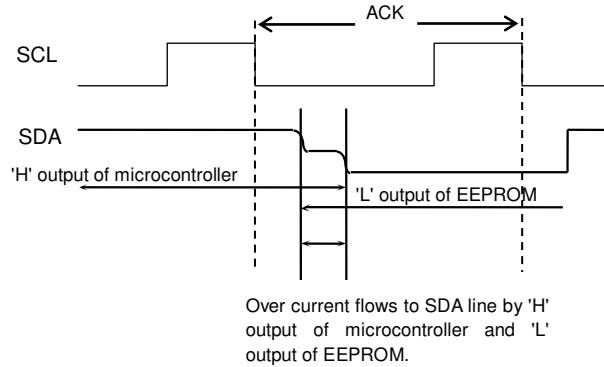 ACK
SCL
SDA
'H' output of microcontroller
'L' output of EEPROM
Over current flows to SDA line by 'H'
output of microcontroller and 'L'
output of EEPROM.